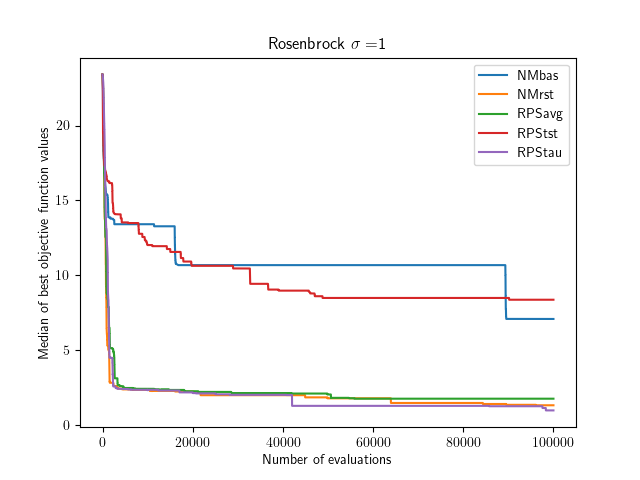 Rosenbrock σ =1
NMbas
NMrst
RPSavg
RPStst
RPStau
Median of best objective function values
20
15
10
5
0
0 20000 40000 60000 80000 100000
Number of evaluations